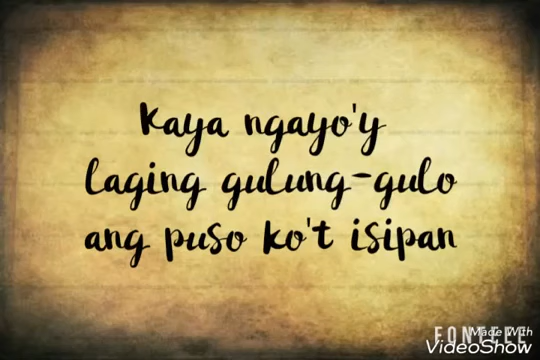 Kaya ngayo'y
laging gulung-gulo
ang puso ko't isipan
Made With
VideoShow